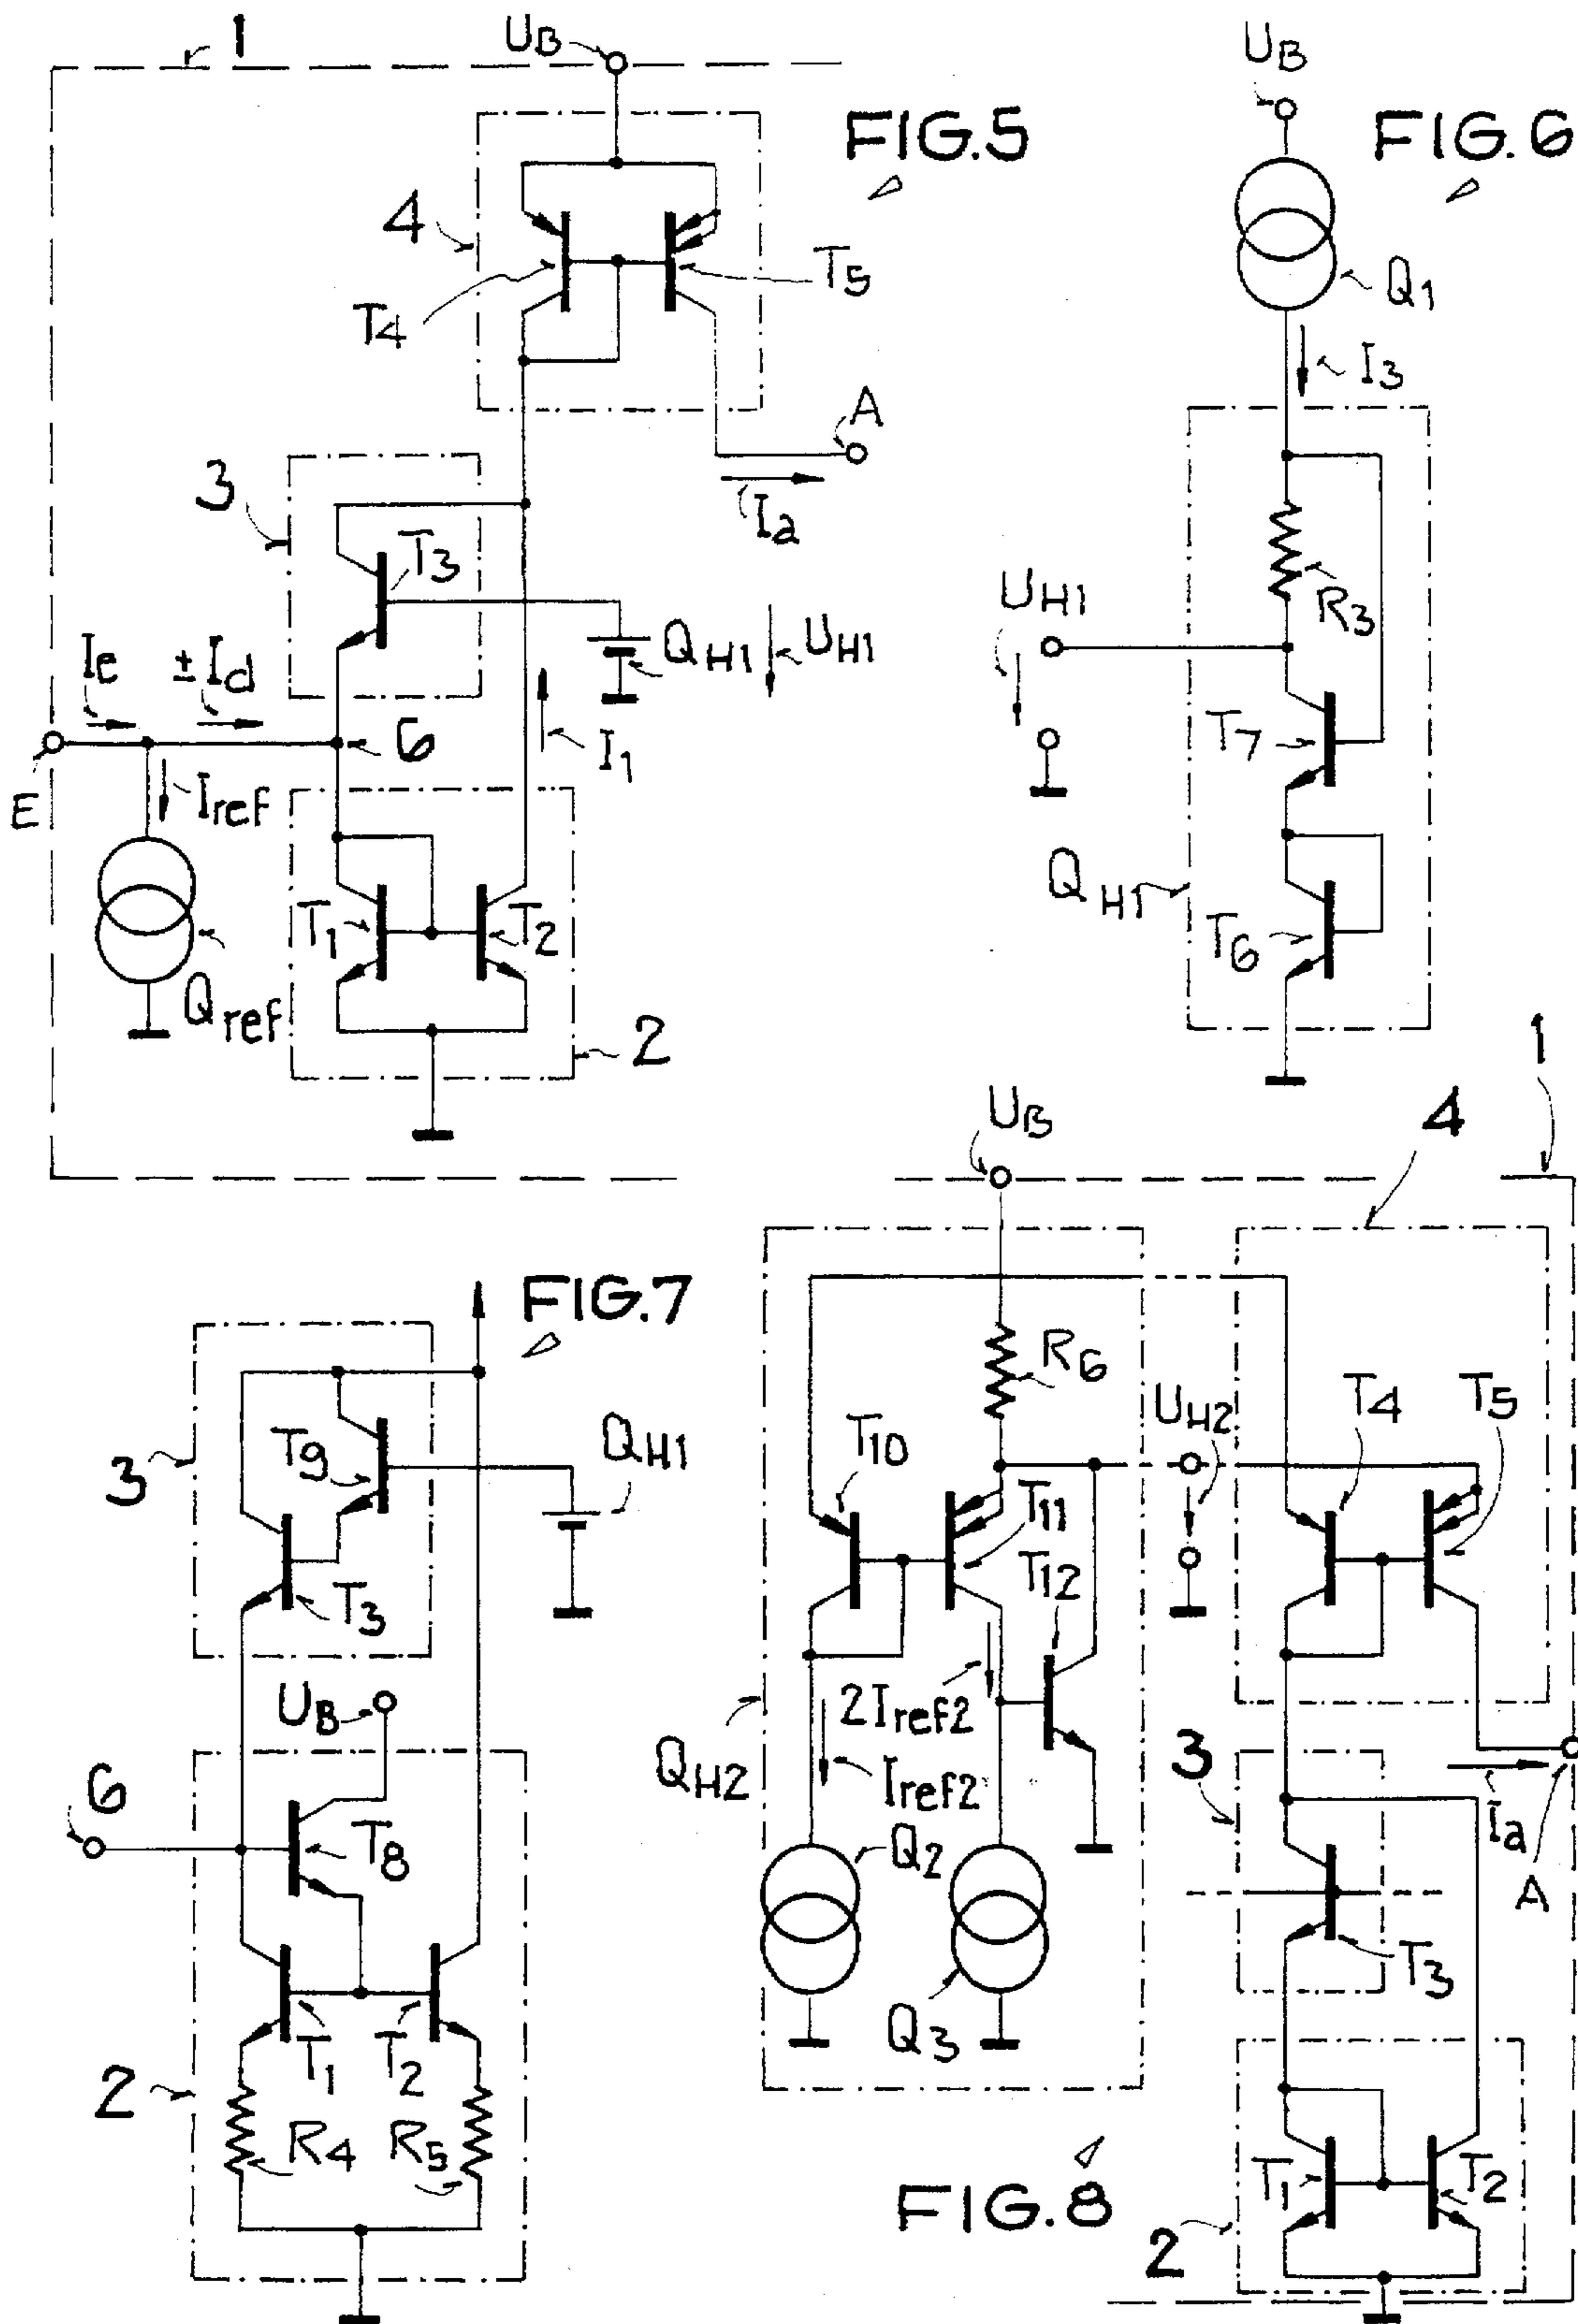 1
UB
FIG.5
4
T4
T5
A
Ia
3
T3
QH1
UH1
Ie
±Id
6
I1
E
Iref
Qref
T1
T2
2
UB
FIG.6
Q1
I3
R3
UH1
T7
QH1
T6
FIG.7
3
T9
QH1
T3
UB
6
T8
T1
T2
2
R4
R5
UB
1
4
R6
T10
T11
T12
UH2
T4
T5
2Iref2
Iref2
QH2
Q2
Q3
3
Ia
A
T3
T1
T2
2
FIG.8